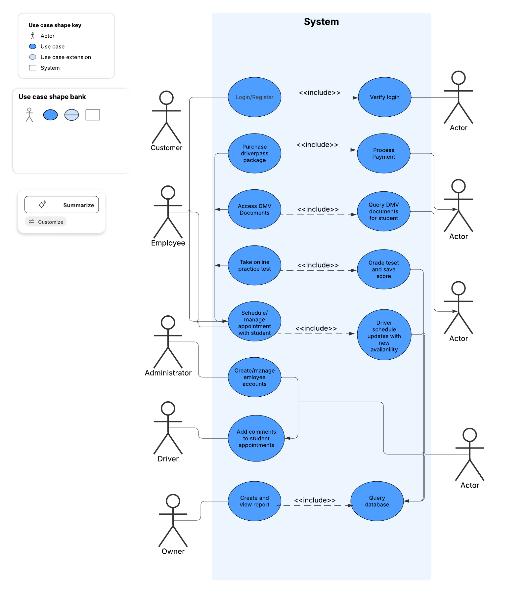 Use case shape key
Actor
Use case
Use case extension
System
Use case shape bank
Summarize
Customize
System
Login/Register
<<include>>
Verify login
Actor
Customer
Purchase
driverpass
package
<<include>>
Process
Payment
Access DMV
Documents
<<include>>
Query DMV
documents
for student
Actor
Employee
Take online
practice test
<<include>>
Grade teset
and save
score
Schedule/
manage
appointment
with student
<<include>>
Driver
schedule
updates with
new
availability
Actor
Administrator
Create/manage
emloyee
accounts
Driver
Add comments
to student
appointments
Actor
Create and
view report
<<include>>
Query
database
Owner